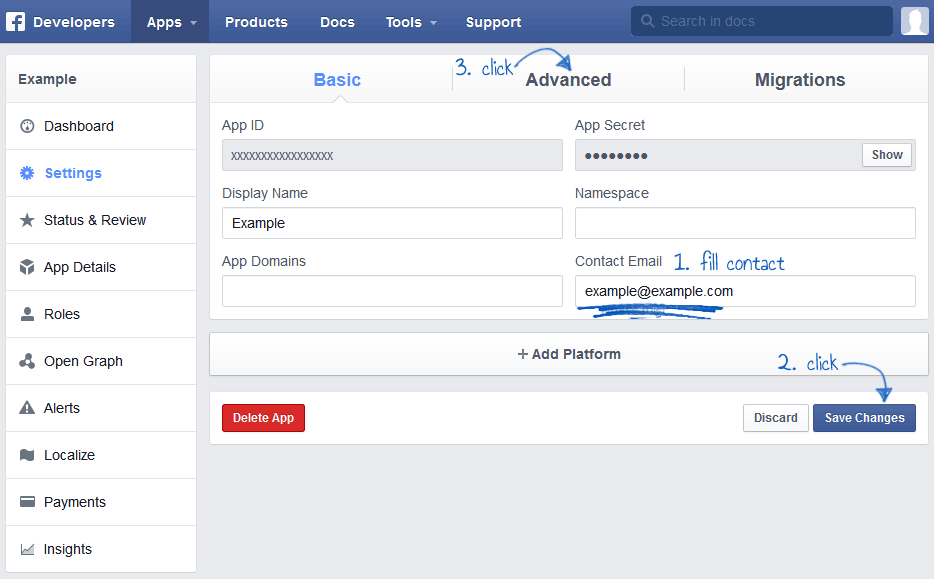 Developers Apps Products Docs Tools Support Search in docs
Example
Dashboard
Settings
Status & Review
App Details
Roles
Open Graph
Alerts
Localize
Payments
Insights
3. click
Basic Advanced Migrations
App ID App Secret
xxxxxxxxxxxxxxxxx ●●●●●●●● Show
Display Name Namespace
Example
App Domains Contact Email 1. fill contact
example@example.com
+ Add Platform
2. click
Delete App Discard Save Changes